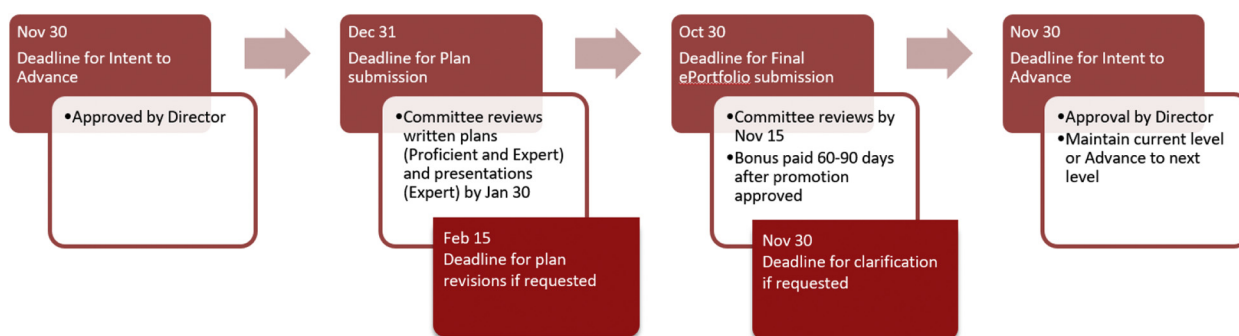 Nov 30
Deadline for Intent to
Advance
•Approved by Director
Dec 31
Deadline for Plan
submission
•Committee reviews
written plans
(Proficient and Expert)
and presentations
(Expert) by Jan 30
Feb 15
Deadline for plan
revisions if requested
Oct 30
Deadline for Final
ePortfolio submission
•Committee reviews by
Nov 15
•Bonus paid 60-90 days
after promotion
approved
Nov 30
Deadline for clarification
if requested
Nov 30
Deadline for Intent to
Advance
•Approval by Director
•Maintain current level
or Advance to next
level